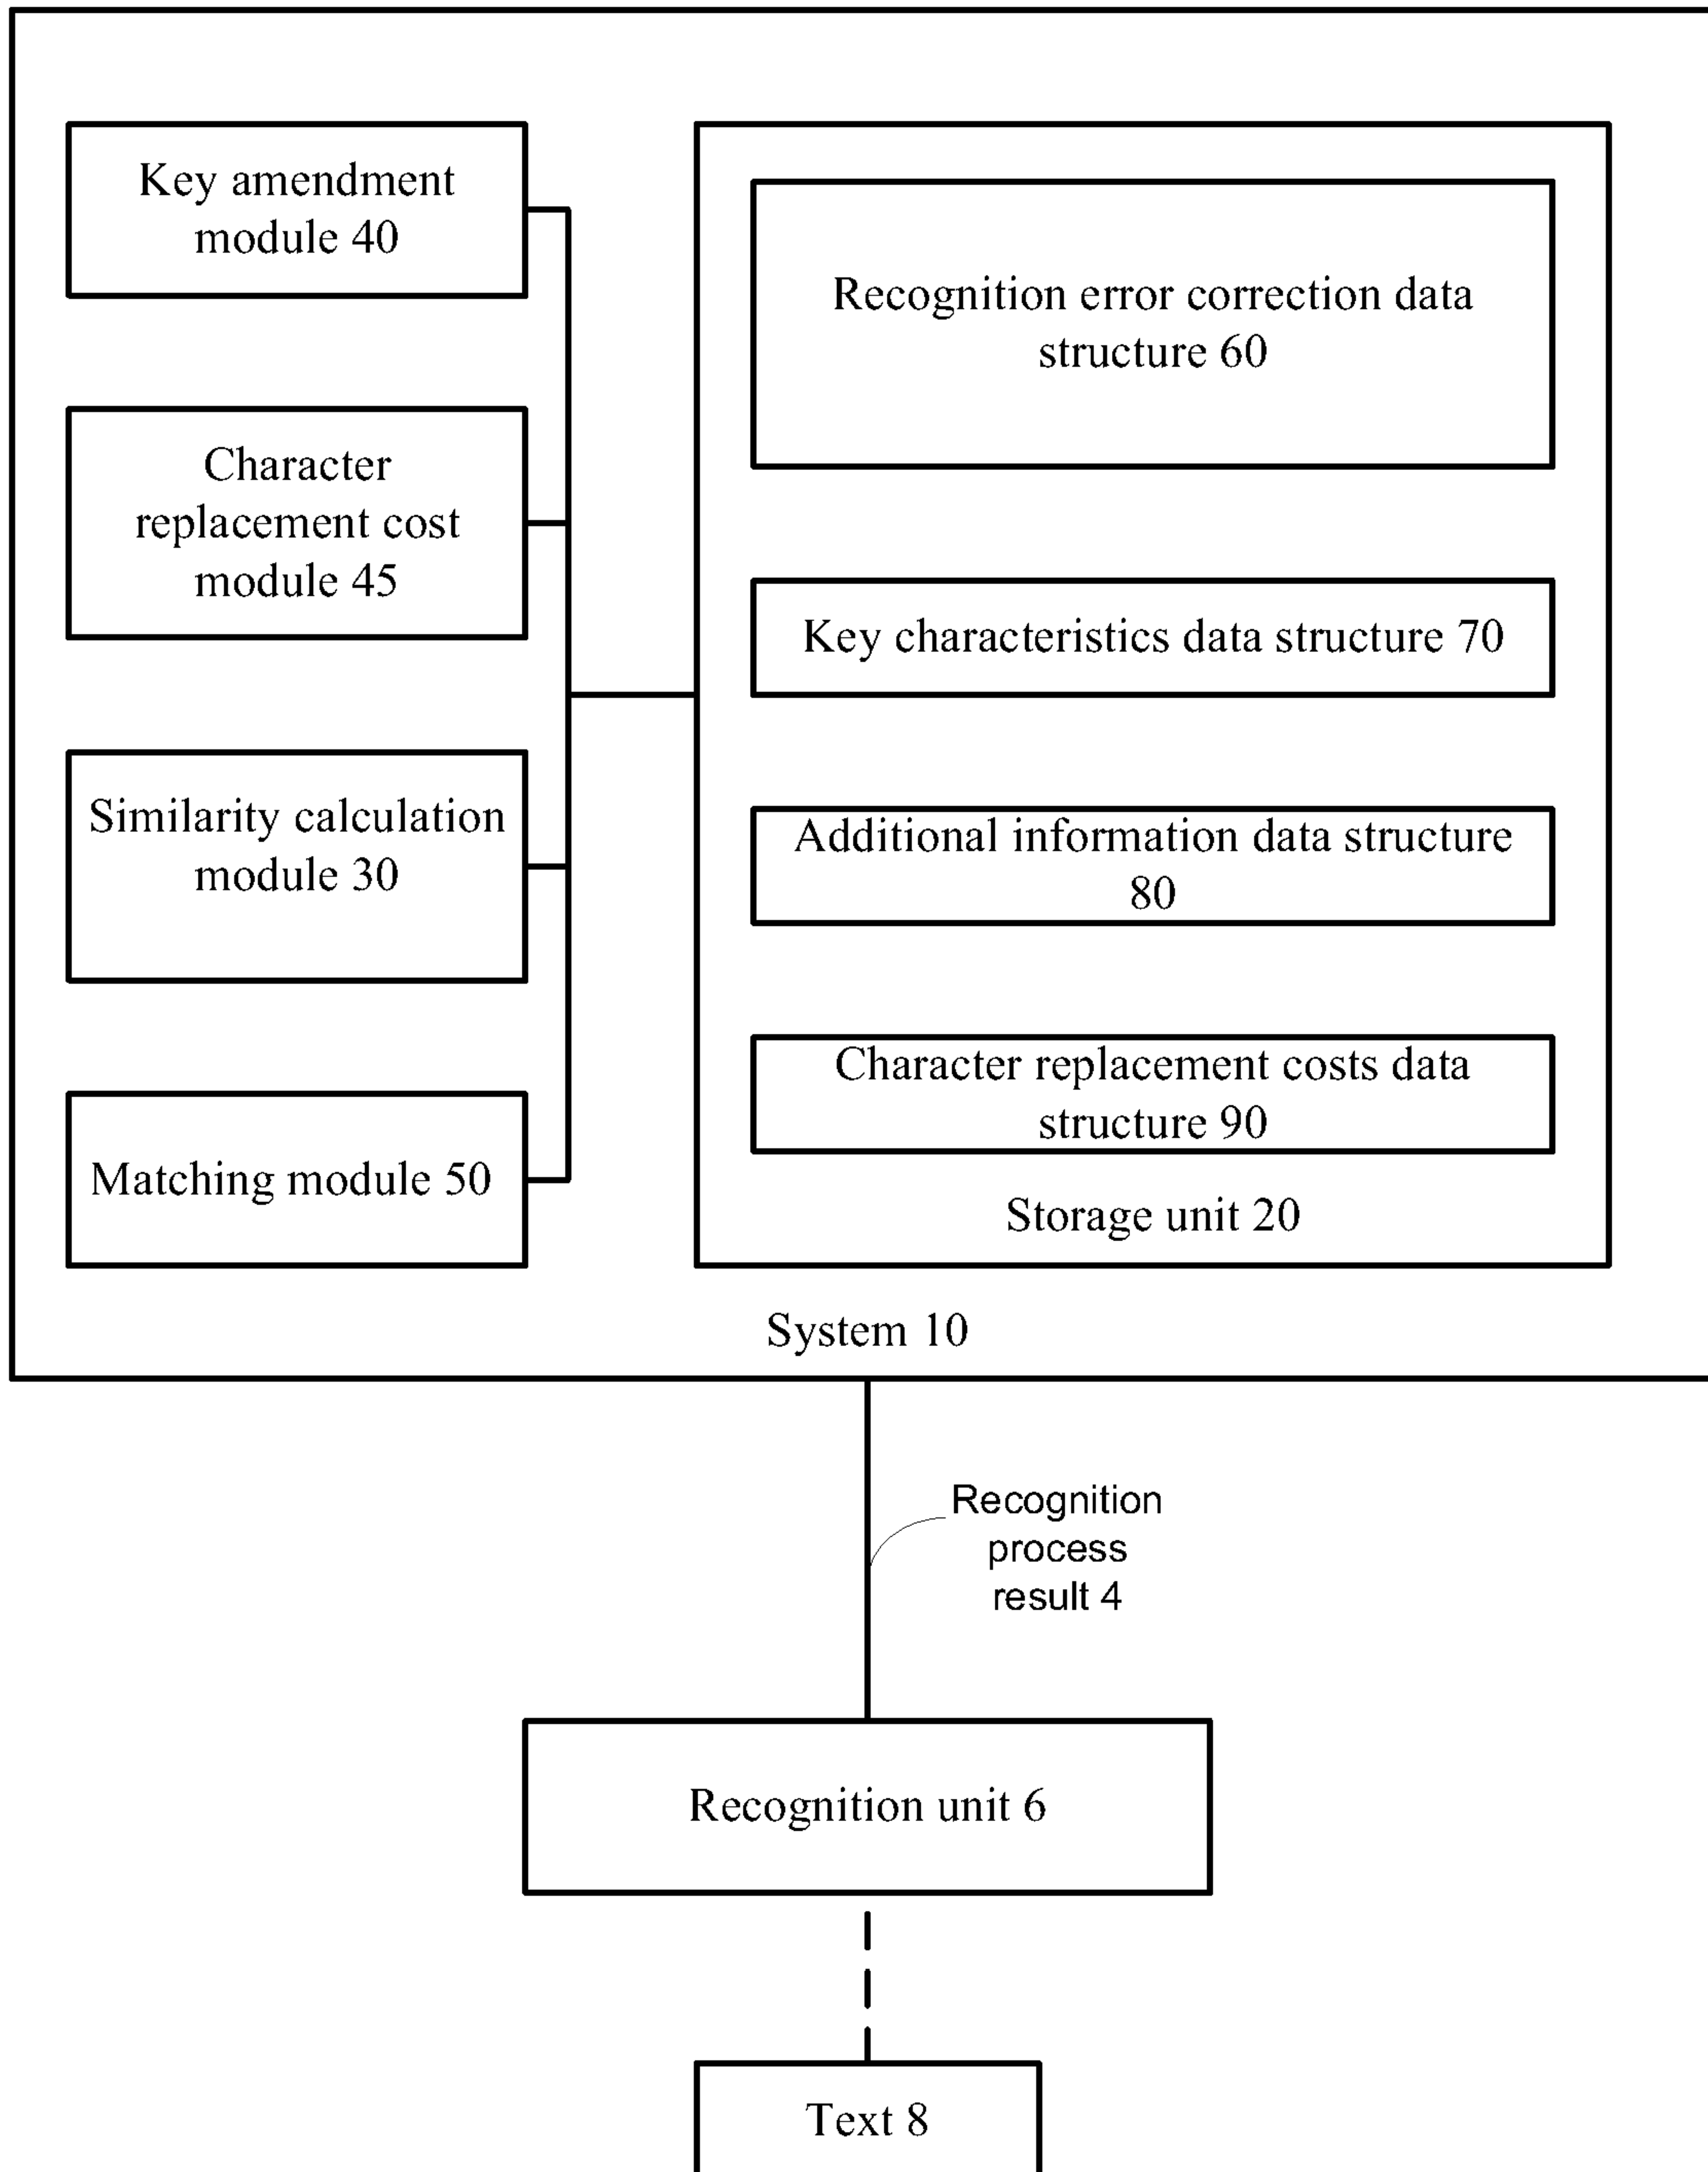 Key amendment
module 40
Character
replacement cost
module 45
Similarity calculation
module 30
Matching module 50
Recognition error correction data
structure 60
Key characteristics data structure 70
Additional information data structure
80
Character replacement costs data
structure 90
Storage unit 20
System 10
Recognition
process
result 4
Recognition unit 6
Text 8